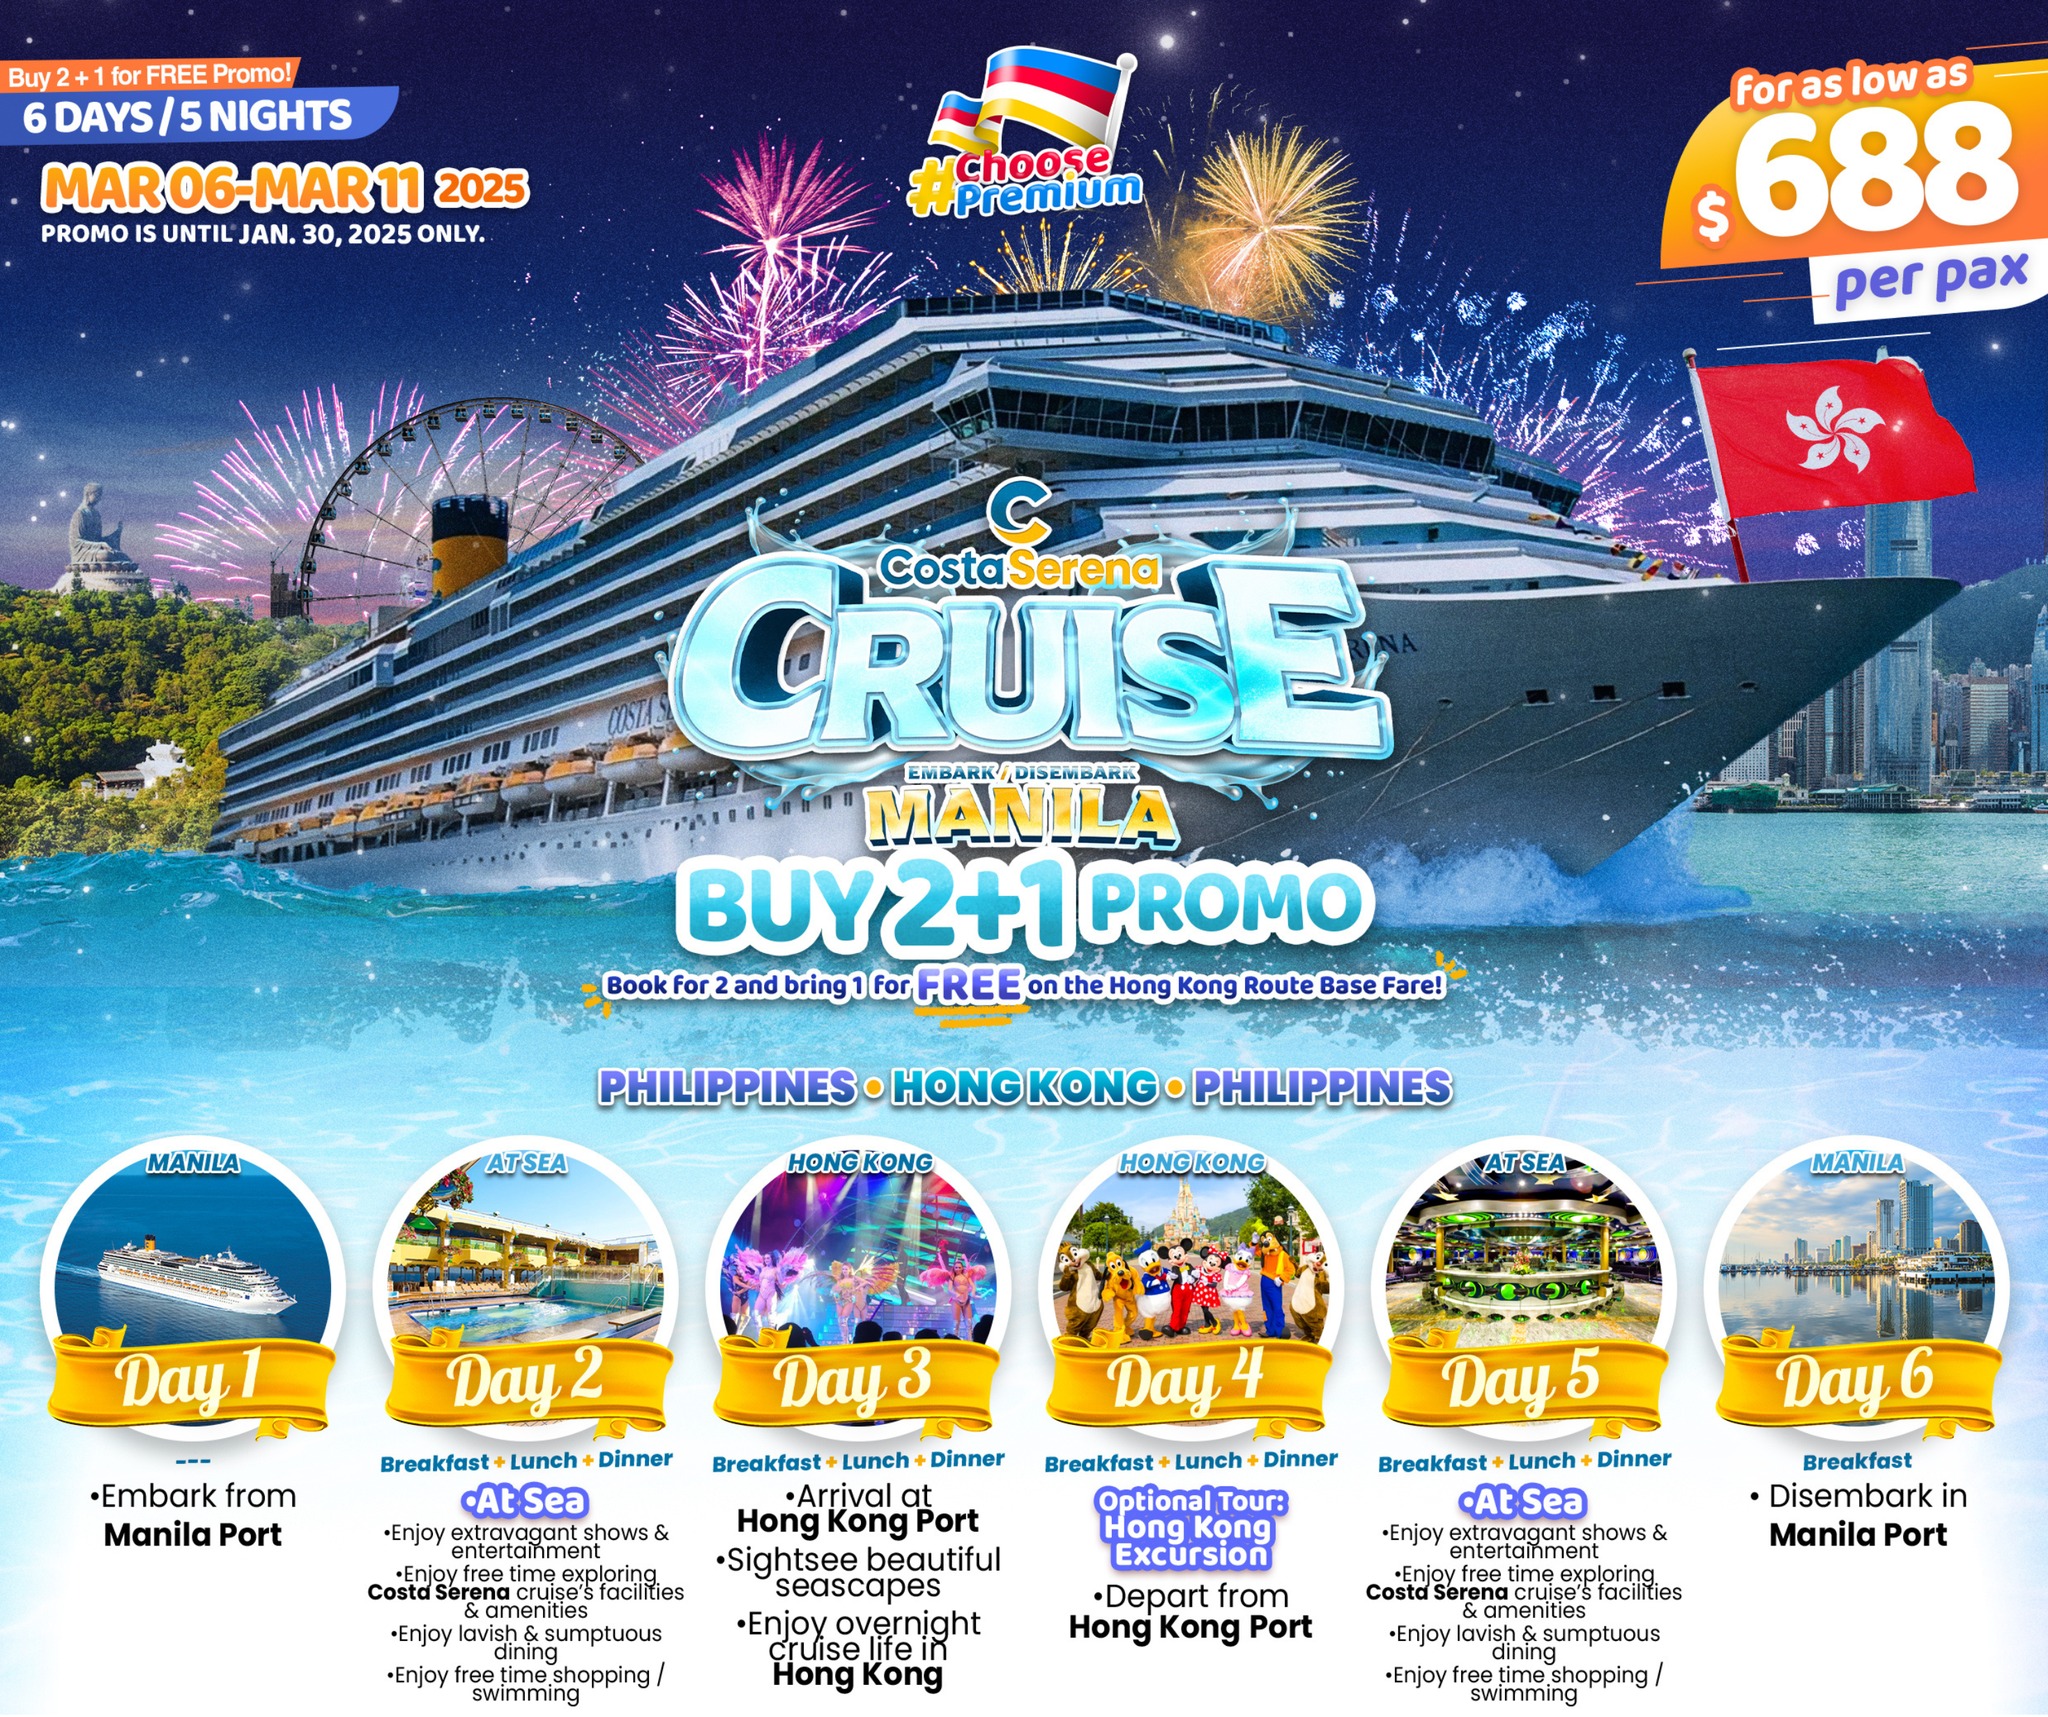 Buy 2 + 1 for FREE Promo!
6 DAYS / 5 NIGHTS
MAR 06-MAR 11 2025
PROMO IS UNTIL JAN. 30, 2025 ONLY.
#Choose
Premium
for as low as
$688
per pax
Costa Serena
CRUISE
COSTA
EMBARK / DISEMBARK
MANILA
BUY 2+1 PROMO
Book for 2 and bring 1 for FREE on the Hong Kong Route Base Fare!
PHILIPPINES • HONG KONG • PHILIPPINES
MANILA
Day 1
---
•Embark from
Manila Port
AT SEA
Day 2
Breakfast + Lunch + Dinner
•At Sea
•Enjoy extravagant shows &
entertainment
•Enjoy free time exploring
Costa Serena cruise's facilities
& amenities
•Enjoy lavish & sumptuous
dining
•Enjoy free time shopping /
swimming
HONG KONG
Day 3
Breakfast + Lunch + Dinner
•Arrival at
Hong Kong Port
•Sightsee beautiful
seascapes
•Enjoy overnight
cruise life in
Hong Kong
HONG KONG
Day 4
Breakfast + Lunch + Dinner
Optional Tour:
Hong Kong
Excursion
•Depart from
Hong Kong Port
AT SEA
Day 5
Breakfast + Lunch + Dinner
•At Sea
•Enjoy extravagant shows &
entertainment
•Enjoy free time exploring
Costa Serena cruise's facilities
& amenities
•Enjoy lavish & sumptuous
dining
•Enjoy free time shopping /
swimming
MANILA
Day 6
Breakfast
• Disembark in
Manila Port